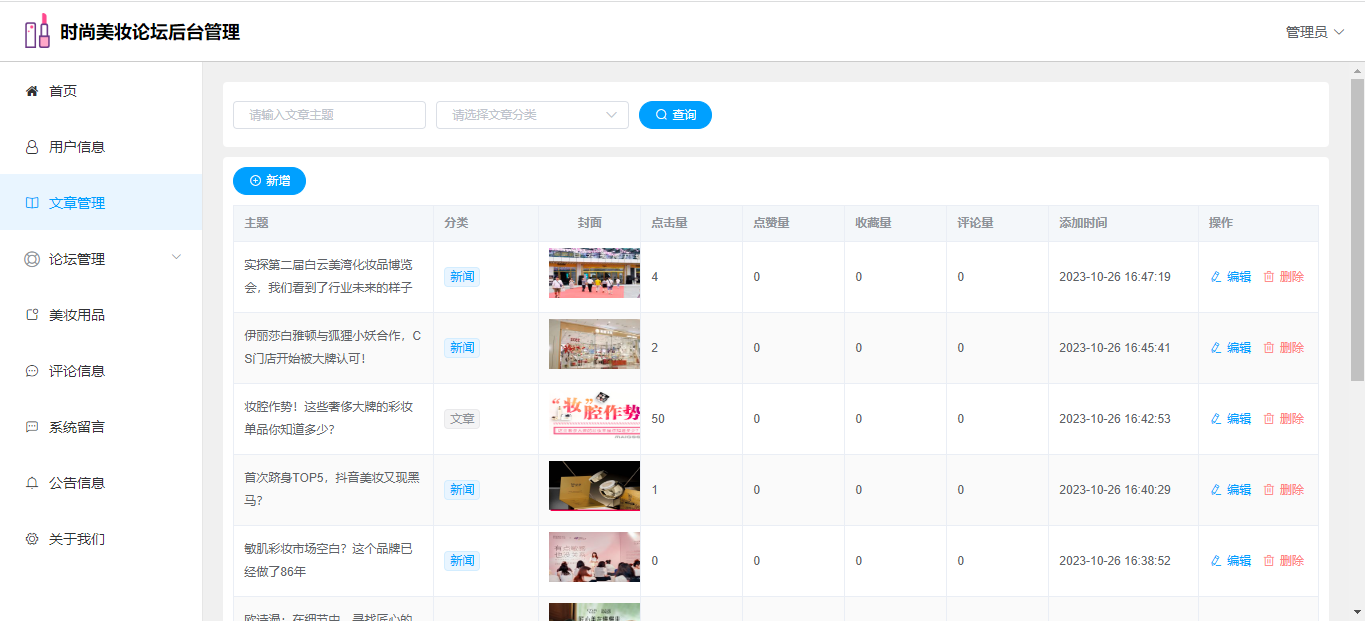 时尚美妆论坛后台管理
管理员
首页
用户信息
文章管理
论坛管理
美妆用品
评论信息
系统留言
公告信息
关于我们
请输入文章主题
请选择文章分类
查询
新增
主题 分类 封面 点击量 点赞量 收藏量 评论量 添加时间 操作
实探第二届白云美湾化妆品博览
会，我们看到了行业未来的样子
新闻 4 0 0 0 2023-10-26 16:47:19 编辑 删除
伊丽莎白雅顿与狐狸小妖合作，C
S门店开始被大牌认可！
新闻 2 0 0 0 2023-10-26 16:45:41 编辑 删除
妆腔作势！这些奢侈大牌的彩妆
单品你知道多少？
文章 "妆"腔作势 50 0 0 0 2023-10-26 16:42:53 编辑 删除
首次跻身TOP5，抖音美妆又现黑
马？
新闻 1 0 0 0 2023-10-26 16:40:29 编辑 删除
敏肌彩妆市场空白？这个品牌已
经做了86年
新闻 0 0 0 0 2023-10-26 16:38:52 编辑 删除